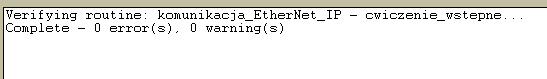 Verifying routine: komunikacja_EtherNet_IP - cwiczenie_wstepne...
Complete - 0 error(s), 0 warning(s)